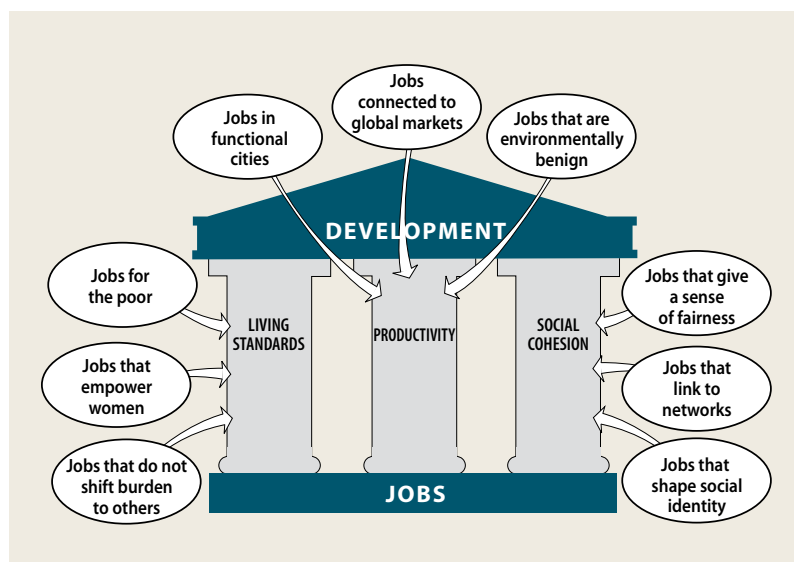 Jobs
connected to
global markets
Jobs in
functional
cities
Jobs that are
environmentally
benign
DEVELOPMENT
Jobs for
the poor
Jobs that
empower
women
Jobs that do not
shift burden
to others
LIVING
STANDARDS
PRODUCTIVITY
SOCIAL
COHESION
Jobs that give
a sense
of fairness
Jobs that
link to
networks
Jobs that
shape social
identity
JOBS